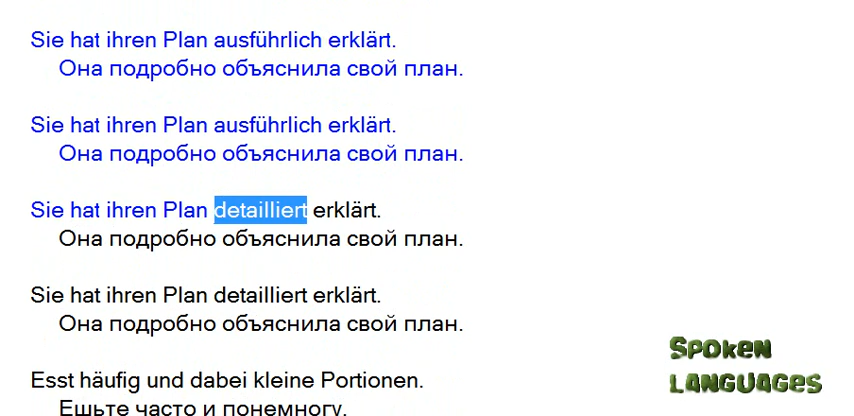 Sie hat ihren Plan ausführlich erklärt.
Она подробно объяснила свой план.
Sie hat ihren Plan ausführlich erklärt.
Она подробно объяснила свой план.
Sie hat ihren Plan detailliert erklärt.
Она подробно объяснила свой план.
Sie hat ihren Plan detailliert erklärt.
Она подробно объяснила свой план.
Esst häufig und dabei kleine Portionen.
Ешьте часто и понемногу.
Spoken
Languages